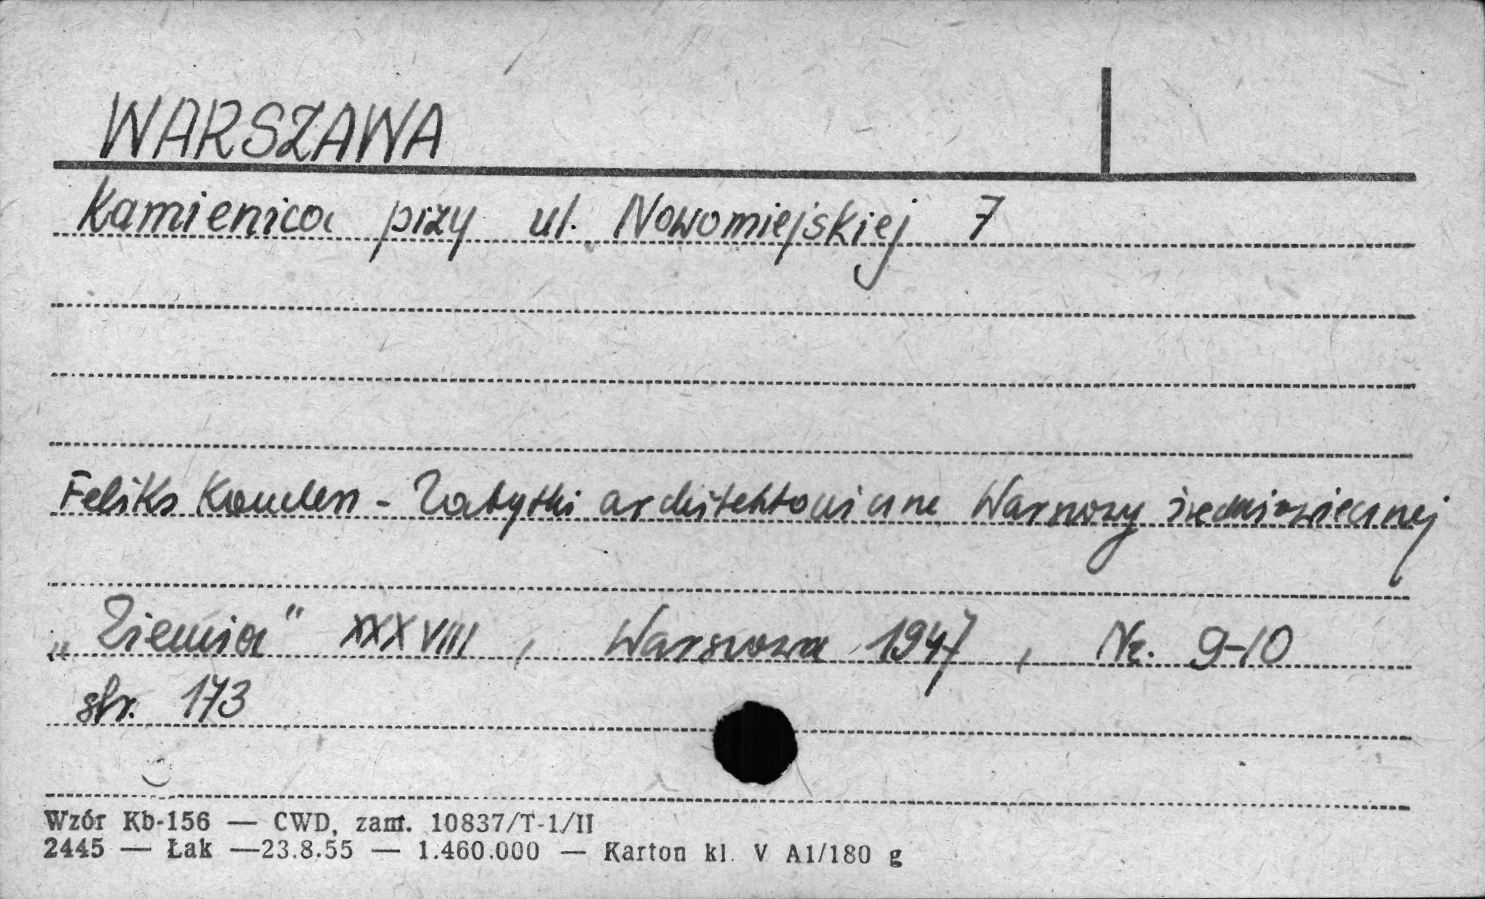 WARSZAWA
Kamienica przy ul. Nowomiejskiej 7
Feliks Kanclerz - Zabytki architektoniczne Warszawy średniowiecznej
„Ziemia" XXXVIII, Warszawa 1947, Nr. 9-10
str. 173
Wzór Kb-156 — CWD, zam. 10837/T-1/II
2445 — Łak —23.8.55 — 1.460.000 — Karton kl. V A1/180 g